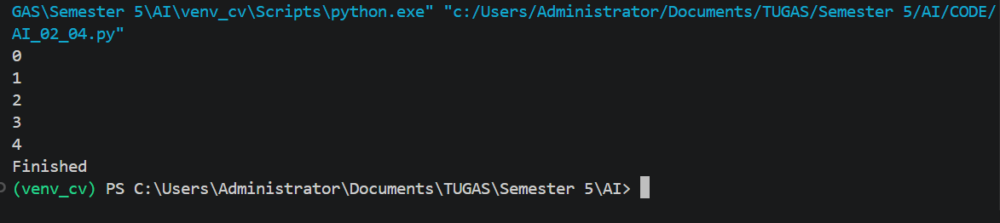 GAS\Semester 5\AI\venv_cv\Scripts\python.exe" "c:/Users/Administrator/Documents/TUGAS/Semester 5/AI/CODE/
AI_02_04.py"
0
1
2
3
4
Finished
(venv_cv) PS C:\Users\Administrator\Documents\TUGAS\Semester 5\AI>